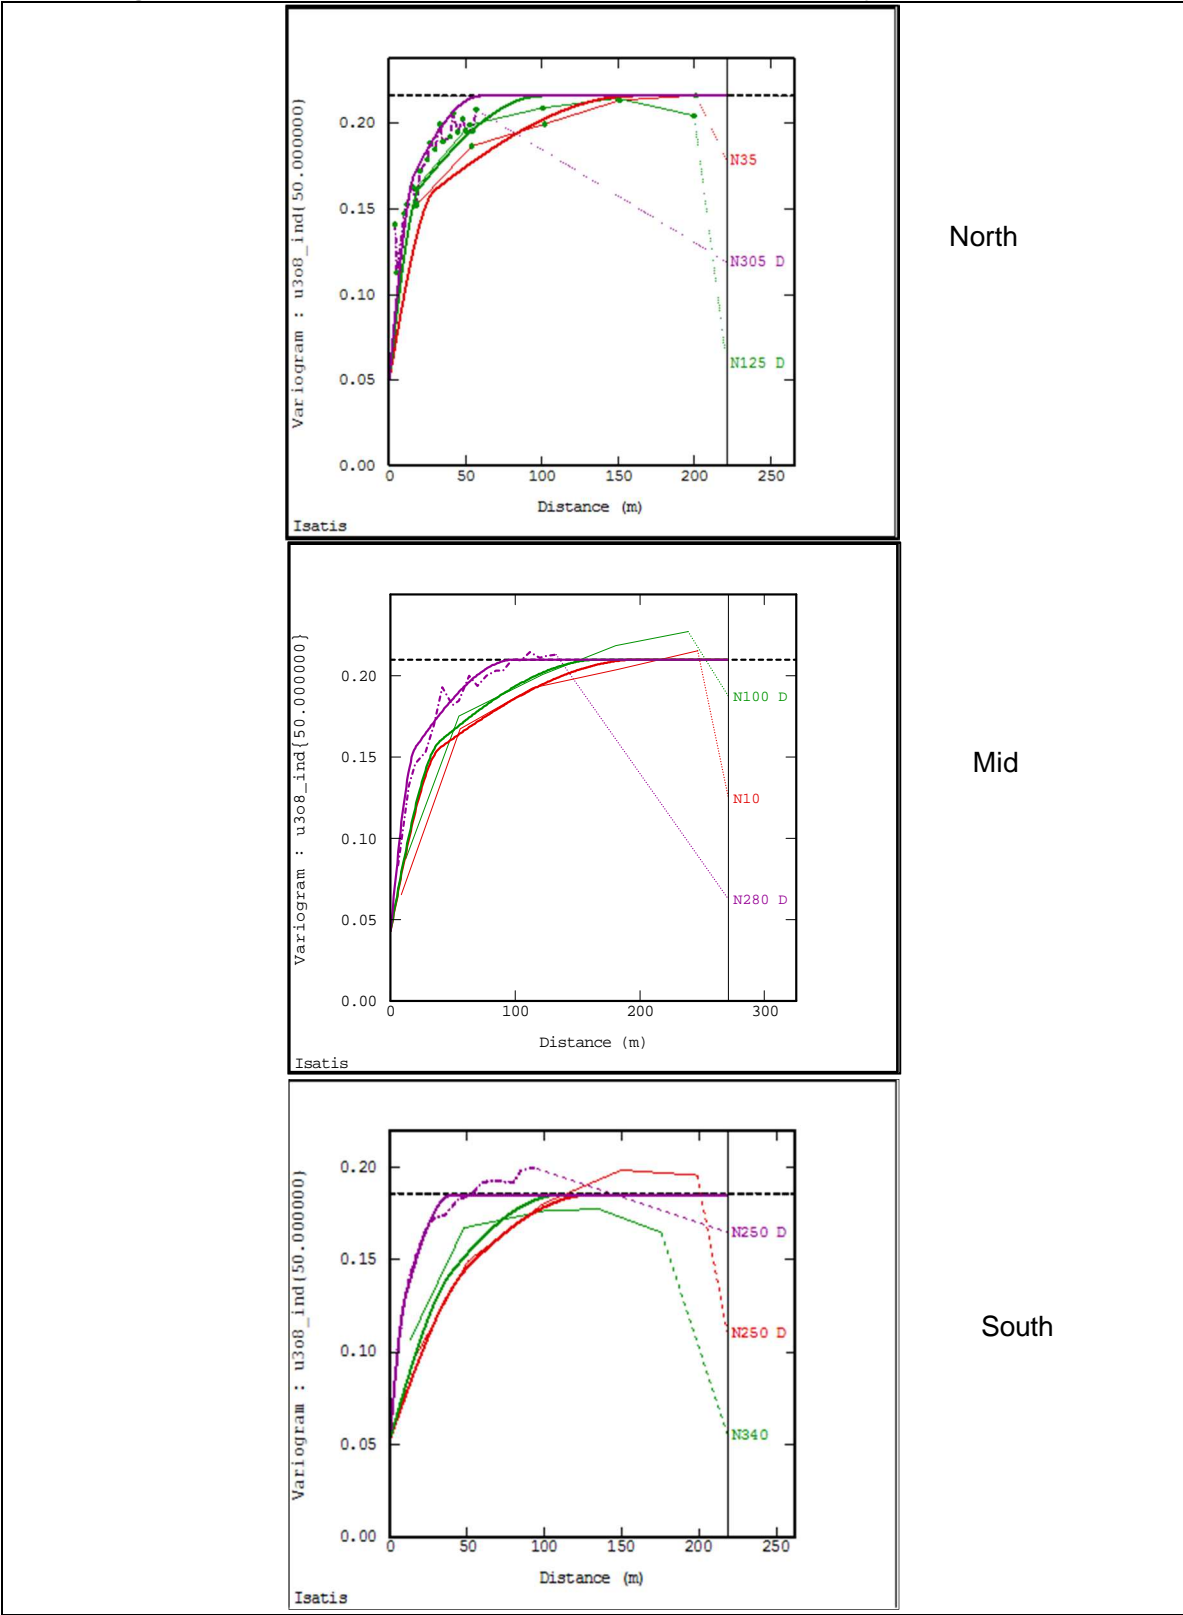 Variogram : u3o8_ind{50.000000}
0.20
0.15
0.10
0.05
0.00
0 50 100 150 200 250
Distance (m)
Isatis
N35
N305 D
N125 D
North
Variogram : u3o8_ind{50.000000}
0.20
0.15
0.10
0.05
0.00
0 100 200 300
Distance (m)
Isatis
N100 D
N10
N280 D
Mid
Variogram : u3o8_ind{50.000000}
0.20
0.15
0.10
0.05
0.00
0 50 100 150 200 250
Distance (m)
Isatis
N250 D
N250 D
N340
South